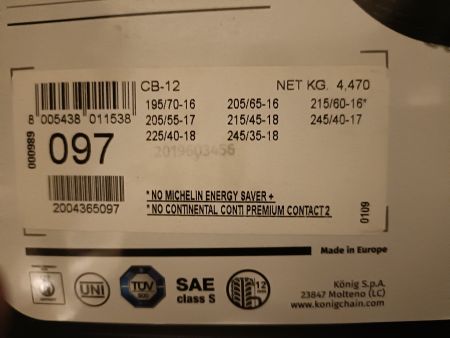 CB-12 NET KG. 4,470
195/70-16 205/65-16 215/60-16*
205/55-17 215/45-18 245/40-17
225/40-18 245/35-18
8 005438 011538
000989
097
2019603456
2004365097
* NO MICHELIN ENERGY SAVER +
* NO CONTINENTAL CONTI PREMIUM CONTACT 2
0109
Made in Europe
UNI
TÜV
SAE
class S
12
mm
König S.p.A.
23847 Molteno (LC)
www.konigchain.com